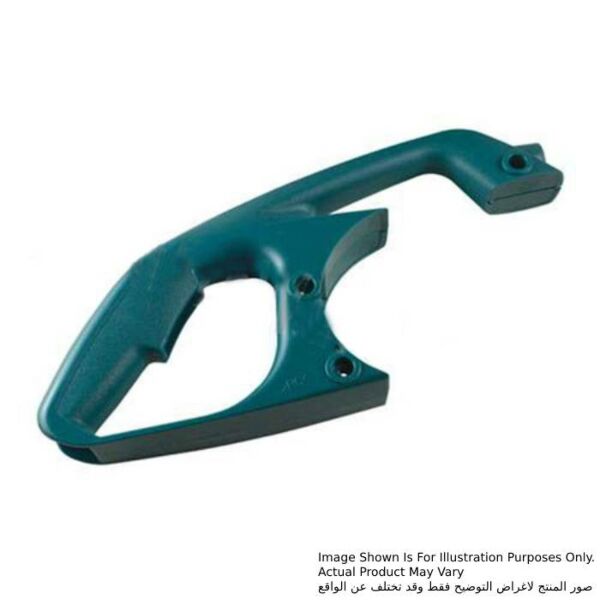 Image Shown Is For Illustration Purposes Only.
Actual Product May Vary
صور المنتج لاغراض التوضيح فقط وقد تختلف عن الواقع